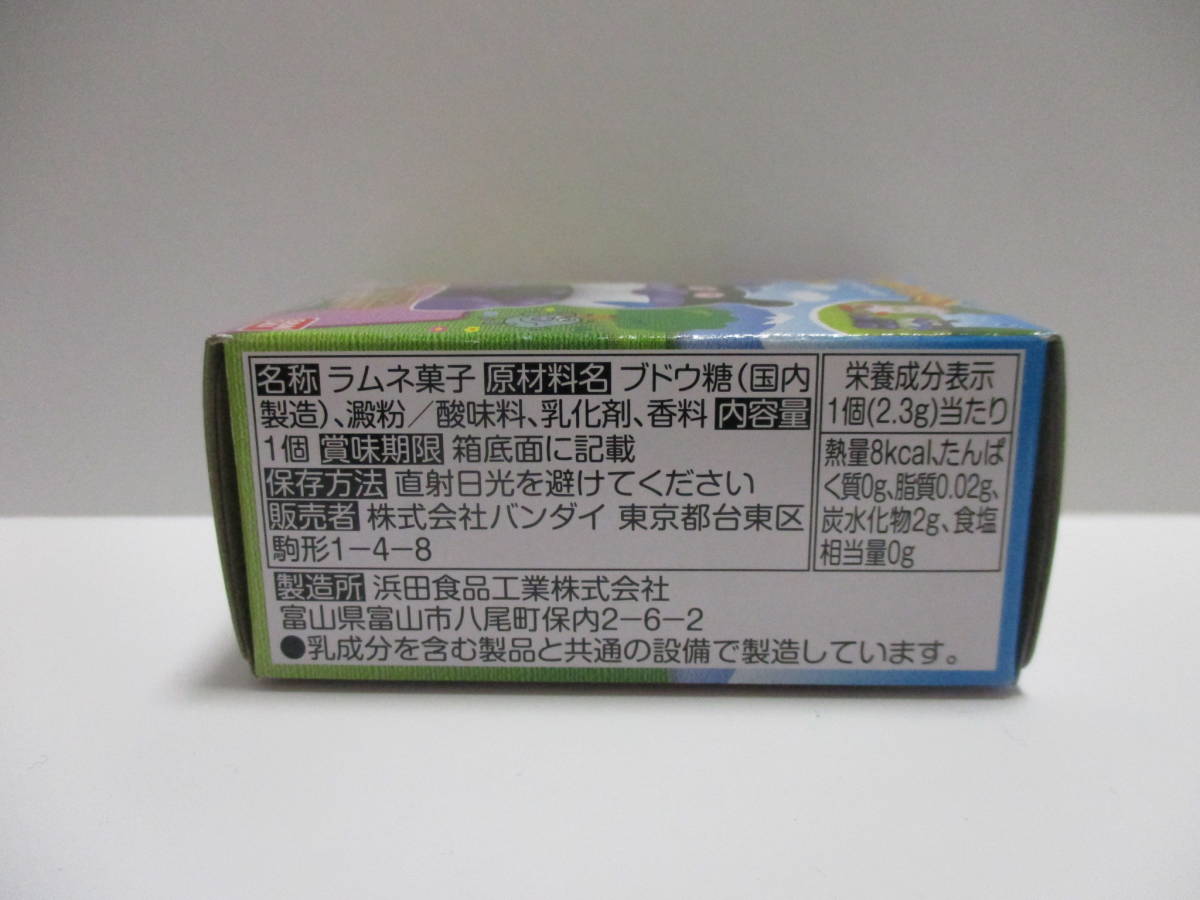 名称 ラムネ菓子 原材料名 ブドウ糖(国内
製造)、澱粉/酸味料、乳化剤、香料 内容量
1個 賞味期限 箱底面に記載
保存方法 直射日光を避けてください
販売者 株式会社バンダイ 東京都台東区
駒形1-4-8
製造所 浜田食品工業株式会社
富山県富山市八尾町保内2-6-2
●乳成分を含む製品と共通の設備で製造しています。
栄養成分表示
1個(2.3g)当たり
熱量8kcal、たんぱ
く質0g、脂質0.02g、
炭水化物2g、食塩
相当量0g